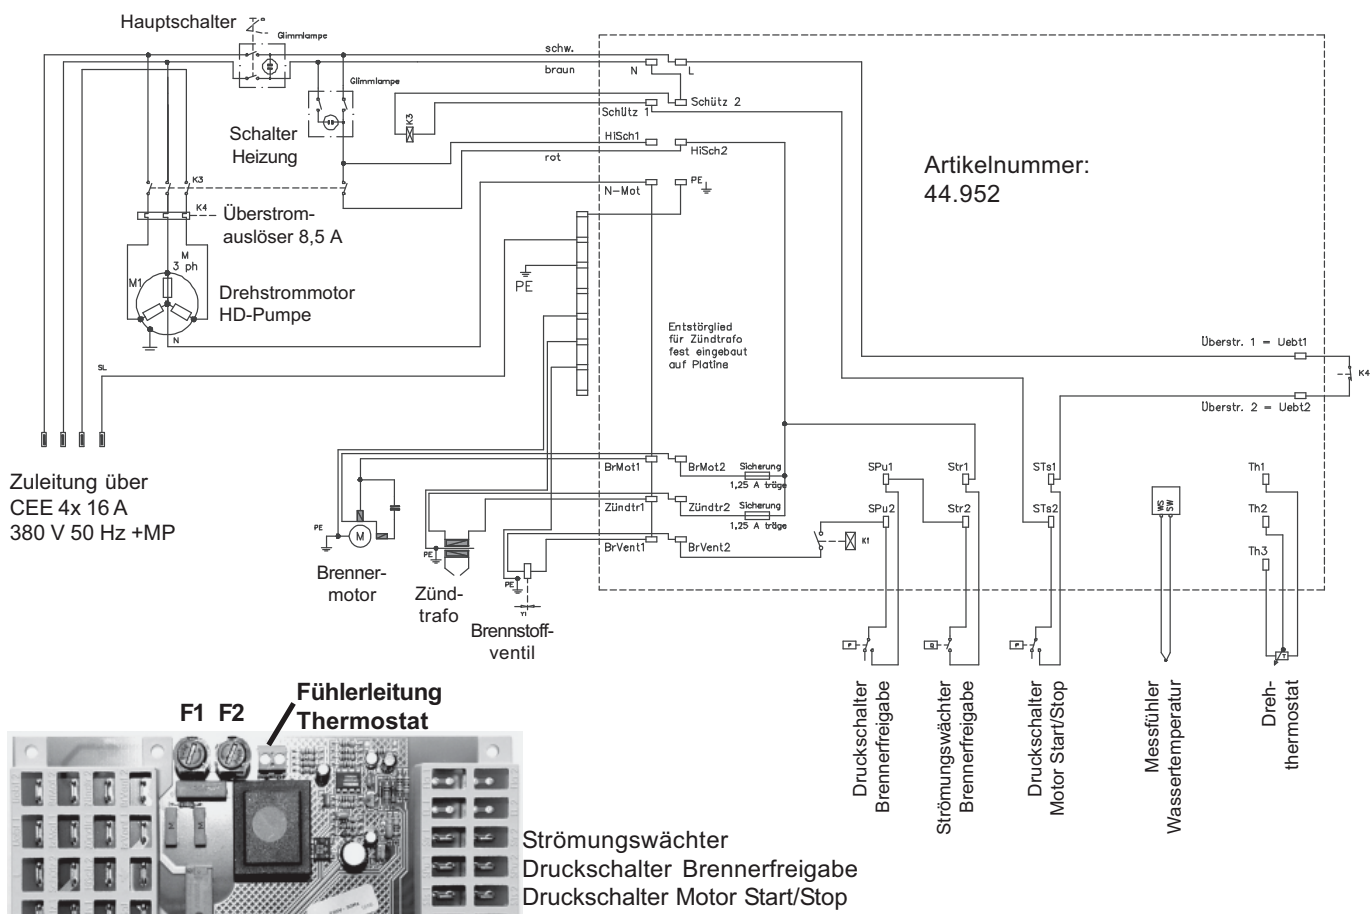 Hauptschalter
Glimmlampe
schw.
braun
N
L
Glimmlampe
Schütz 2
Schütz 1
K3
Schalter
Heizung
HiSch1
HiSch2
rot
Artikelnummer:
44.952
K3
N-Mot
PE
K4
Überstrom-
auslöser 8,5 A
M
3 ph
M1
PE
Drehstrommotor
HD-Pumpe
N
Entstörglied
für Zündtrafo
fest eingebaut
auf Platine
Überstr. 1 = Uebt1
SL
K4
Überstr. 2 = Uebt2
Zuleitung über
CEE 4x 16 A
380 V 50 Hz +MP
BrMot1
BrMot2
Sicherung
1,25 A träge
SPu1
Str1
STs1
Th1
Zündtr1
Zündtr2
Sicherung
1,25 A träge
SPu2
Str2
STs2
WS
SW
Th2
PE
M
BrVent1
BrVent2
K1
PE
Th3
Brenner-
motor
PE
Zünd-
trafo
Y1
Brennstoff-
ventil
P
Q
P
T
Druckschalter
Brennerfreigabe
Strömungswächter
Brennerfreigabe
Druckschalter
Motor Start/Stop
Messfühler
Wassertemperatur
Dreh-
thermostat
Fühlerleitung
Thermostat
F1
F2
Strömungswächter
Druckschalter Brennerfreigabe
Druckschalter Motor Start/Stop